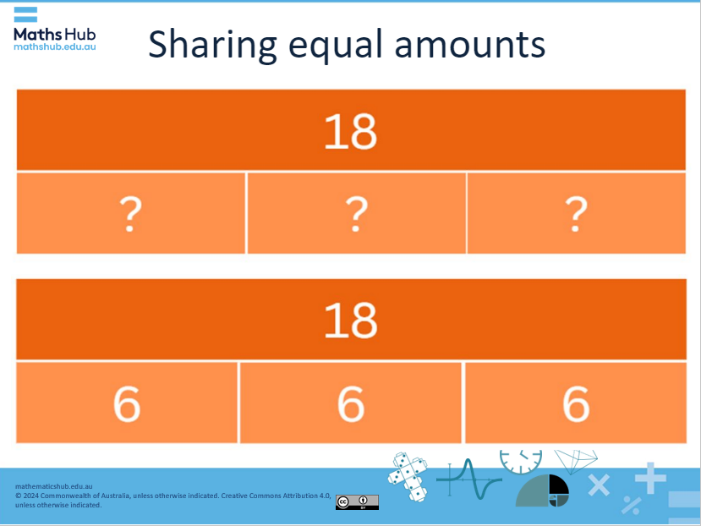 Maths Hub
mathshub.edu.au
Sharing equal amounts
18
? ? ?
18
6 6 6
mathematicshub.edu.au
© 2024 Commonwealth of Australia, unless otherwise indicated. Creative Commons Attribution 4.0,
unless otherwise indicated.